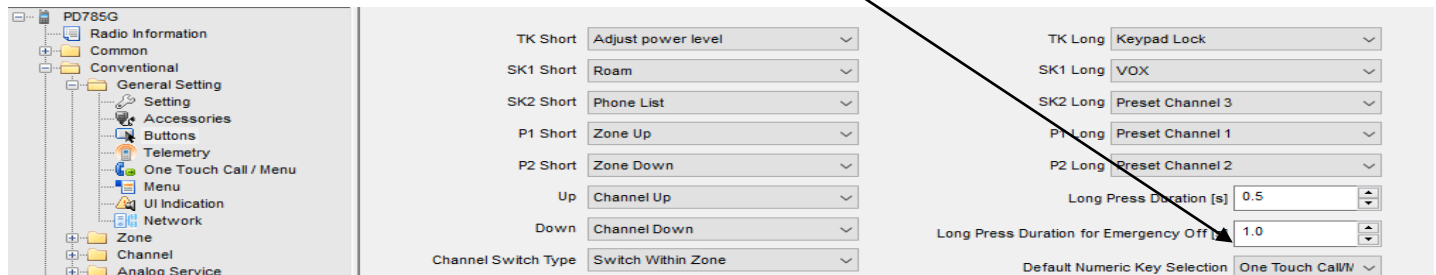 PD785G
Radio Information
Common
Conventional
General Setting
Setting
Accessories
Buttons
Telemetry
One Touch Call / Menu
Menu
UI Indication
Network
Zone
Channel
Analog Service
TK Short Adjust power level
SK1 Short Roam
SK2 Short Phone List
P1 Short Zone Up
P2 Short Zone Down
Up Channel Up
Down Channel Down
Channel Switch Type Switch Within Zone
TK Long Keypad Lock
SK1 Long VOX
SK2 Long Preset Channel 3
P1 Long Preset Channel 1
P2 Long Preset Channel 2
Long Press Duration [s] 0.5
Long Press Duration for Emergency Off 1.0
Default Numeric Key Selection One Touch Call/